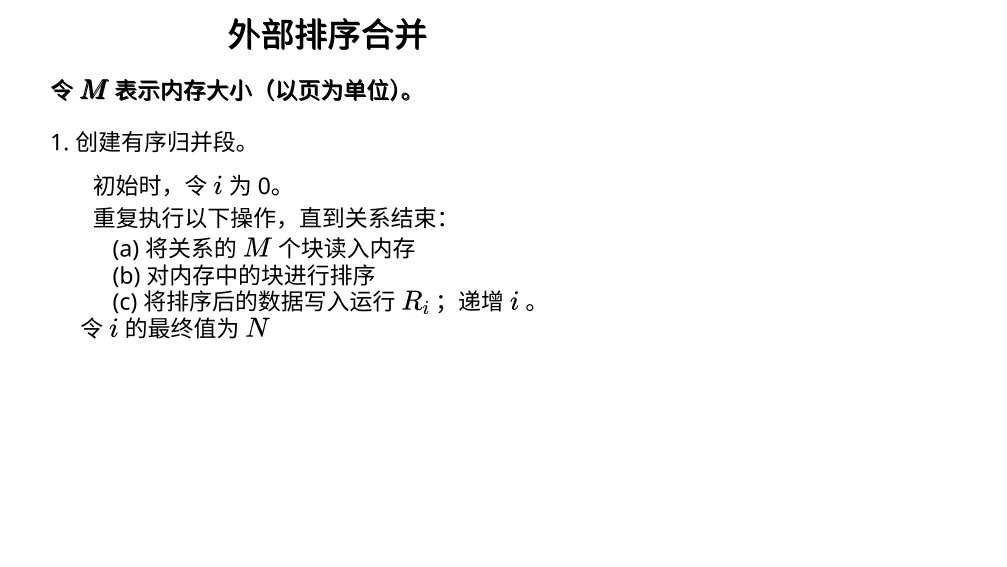 外部排序合并
令 M 表示内存大小（以页为单位）。
1. 创建有序归并段。
初始时，令 i 为 0。
重复执行以下操作，直到关系结束：
(a) 将关系的 M 个块读入内存
(b) 对内存中的块进行排序
(c) 将排序后的数据写入运行 R_i；递增 i 。
令 i 的最终值为 N